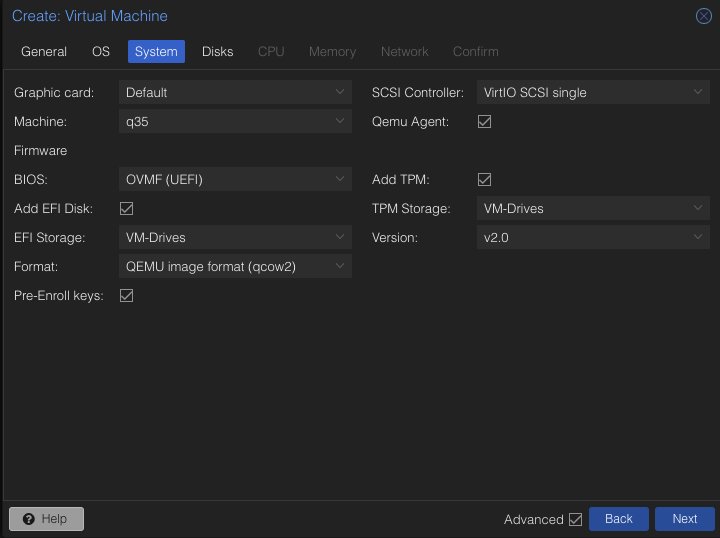 Create: Virtual Machine
General OS System Disks CPU Memory Network Confirm
Graphic card: Default SCSI Controller: VirtIO SCSI single
Machine: q35 Qemu Agent:
Firmware
BIOS: OVMF (UEFI) Add TPM:
Add EFI Disk: TPM Storage: VM-Drives
EFI Storage: VM-Drives Version: v2.0
Format: QEMU image format (qcow2)
Pre-Enroll keys:
? Help Advanced Back Next